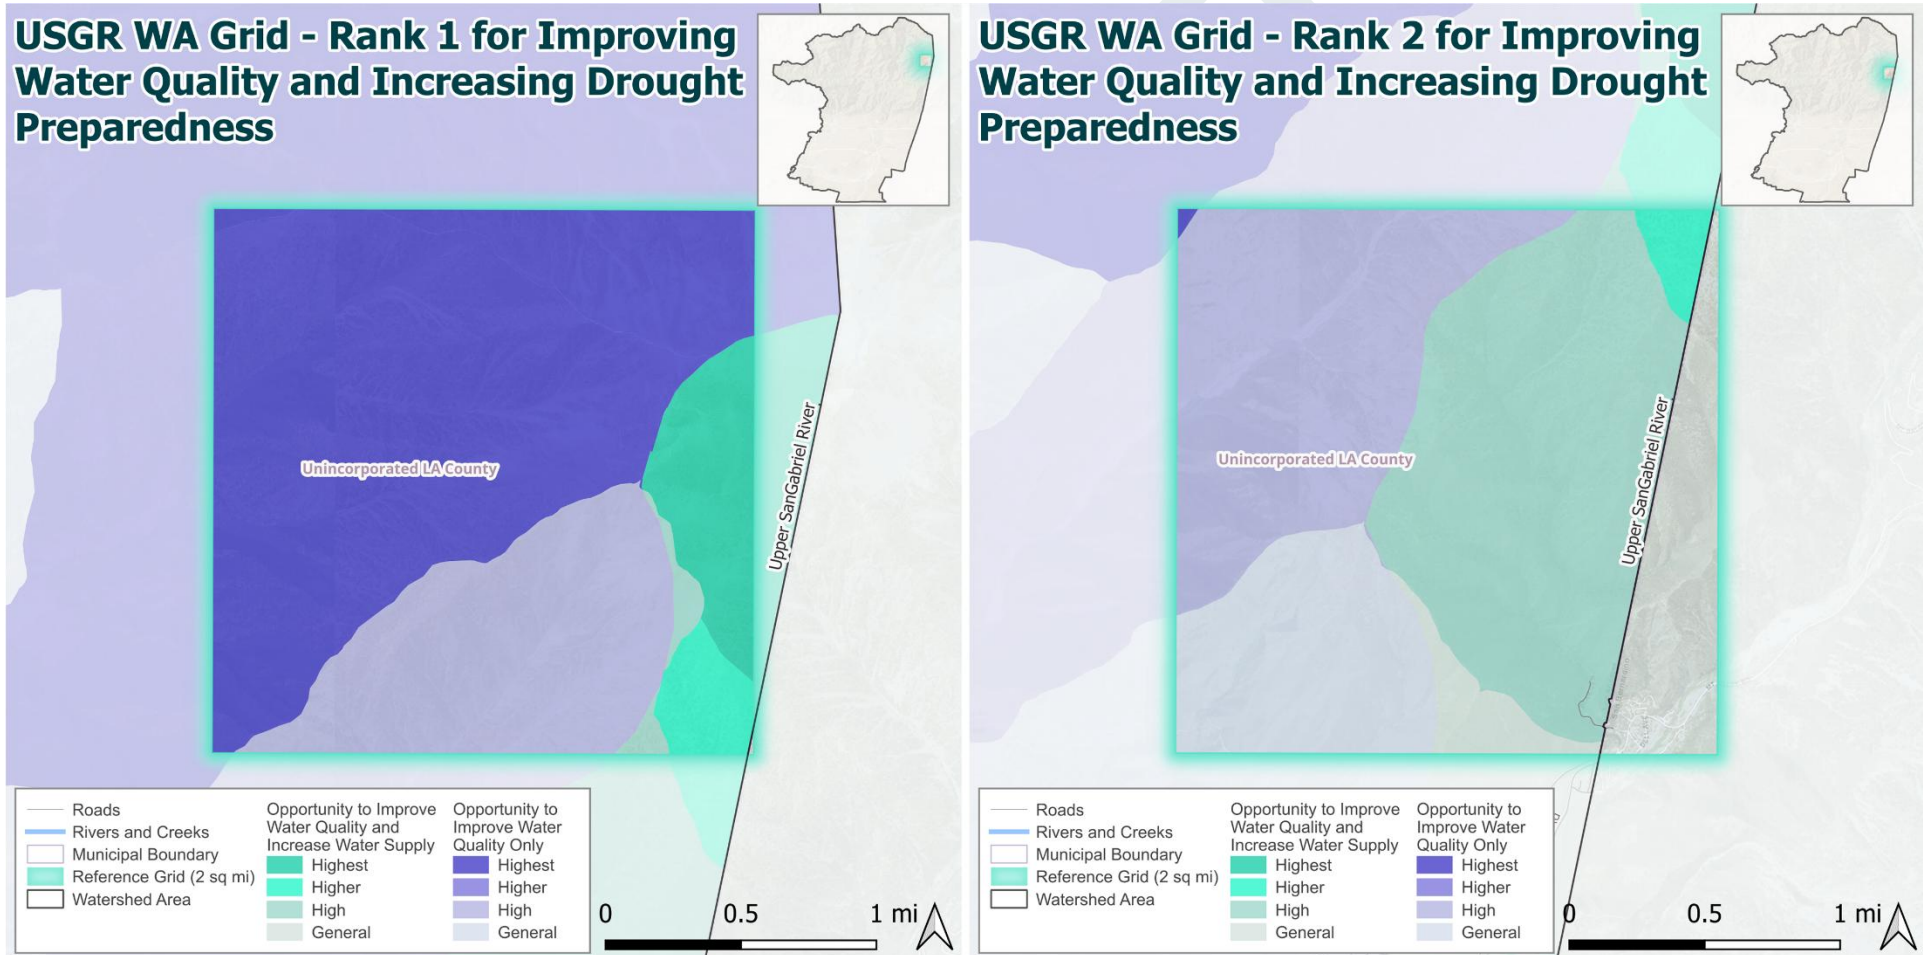 USGR WA Grid - Rank 1 for Improving
Water Quality and Increasing Drought
Preparedness
Unincorporated LA County
Upper SanGabriel River
Roads
Rivers and Creeks
Municipal Boundary
Reference Grid (2 sq mi)
Watershed Area
Opportunity to Improve
Water Quality and
Increase Water Supply
Highest
Higher
High
General
Opportunity to
Improve Water
Quality Only
Highest
Higher
High
General
0 0.5 1 mi
USGR WA Grid - Rank 2 for Improving
Water Quality and Increasing Drought
Preparedness
Unincorporated LA County
Upper SanGabriel River
Roads
Rivers and Creeks
Municipal Boundary
Reference Grid (2 sq mi)
Watershed Area
Opportunity to Improve
Water Quality and
Increase Water Supply
Highest
Higher
High
General
Opportunity to
Improve Water
Quality Only
Highest
Higher
High
General
0 0.5 1 mi